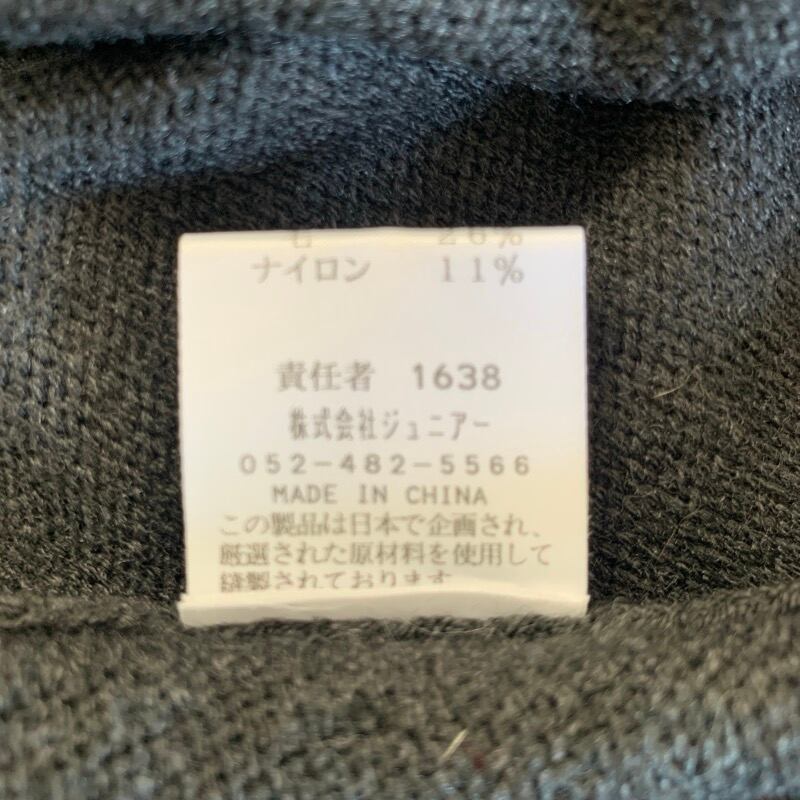 毛 26%
ナイロン 11%
責任者 1638
株式会社ジュニアー
052-482-5566
MADE IN CHINA
この製品は日本で企画され、
厳選された原材料を使用して
縫製されております